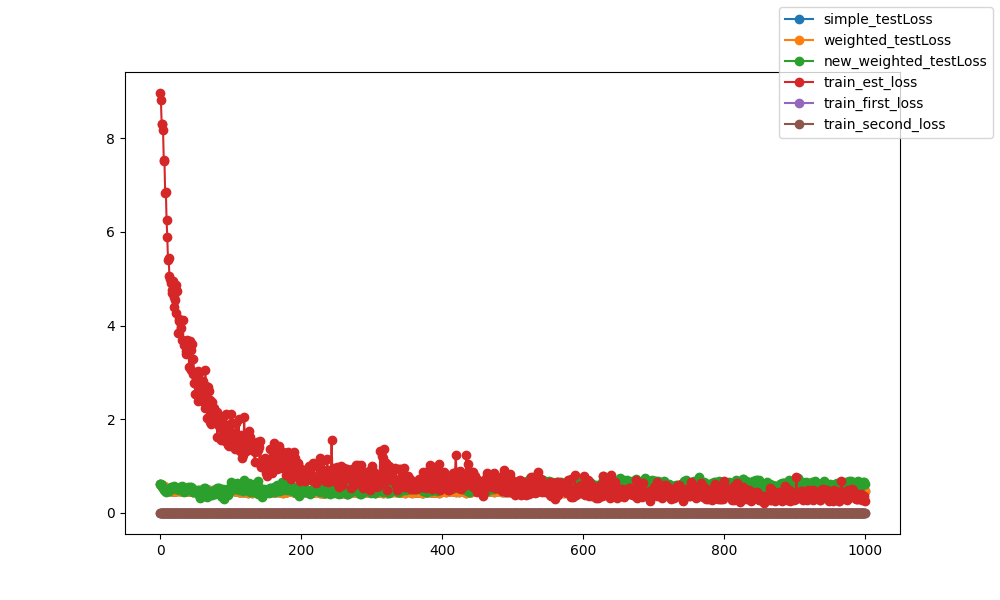 simple_testLoss
weighted_testLoss
new_weighted_testLoss
train_est_loss
train_first_loss
train_second_loss
8
6
4
2
0
0 200 400 600 800 1000